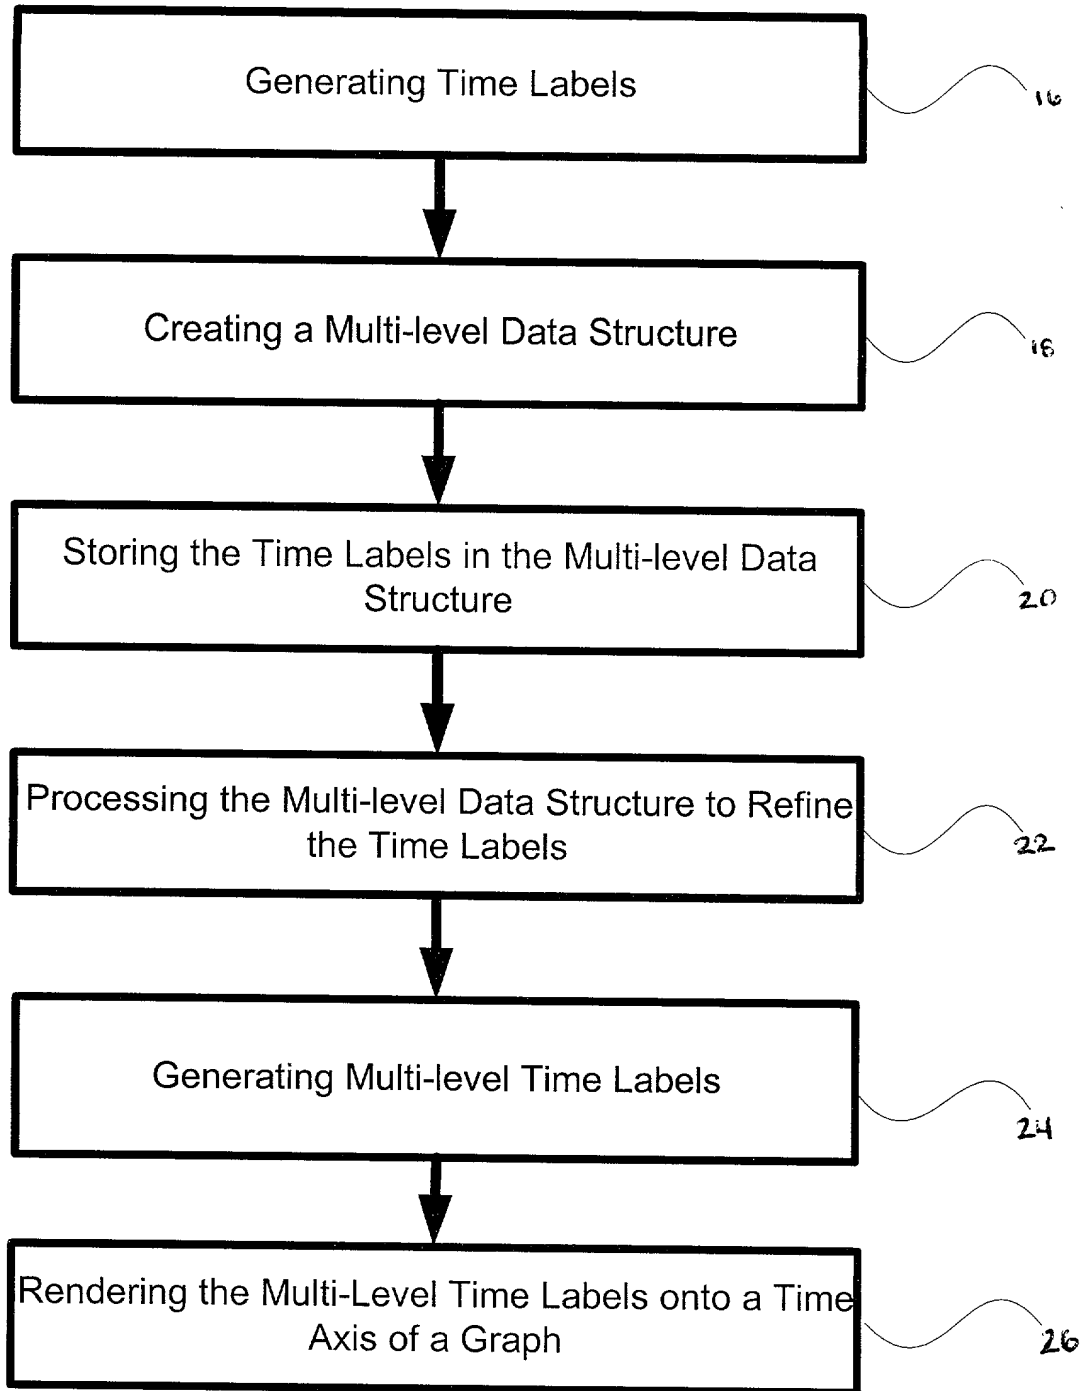 Generating Time Labels
16
Creating a Multi-level Data Structure
18
Storing the Time Labels in the Multi-level Data
Structure
20
Processing the Multi-level Data Structure to Refine
the Time Labels
22
Generating Multi-level Time Labels
24
Rendering the Multi-Level Time Labels onto a Time
Axis of a Graph
26